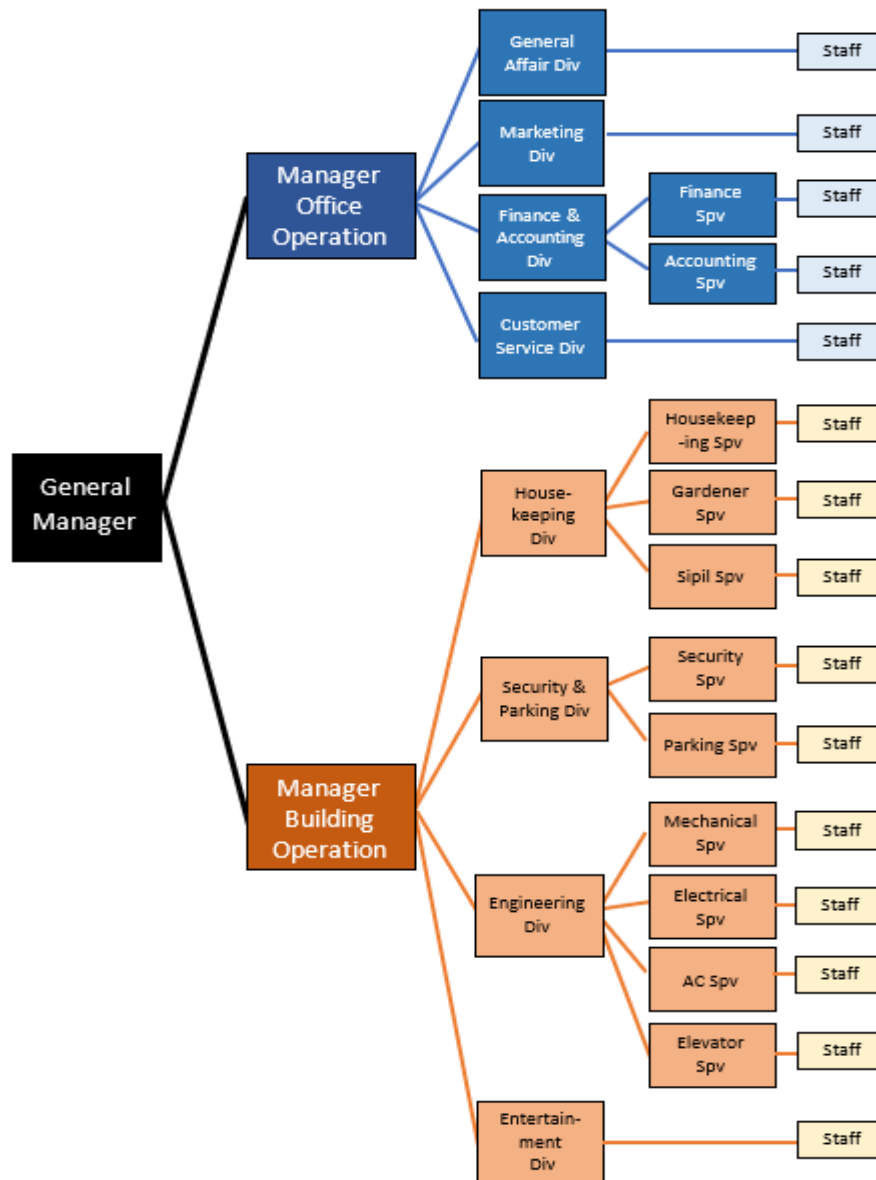 General
Affair Div
Staff
Marketing
Div
Staff
Manager
Office
Operation
Finance &
Accounting
Div
Finance
Spv
Staff
Accounting
Spv
Staff
Customer
Service Div
Staff
General
Manager
House-
keeping
Div
Housekeep
-ing Spv
Staff
Gardener
Spv
Staff
Sipil Spv
Staff
Security &
Parking Div
Security
Spv
Staff
Parking Spv
Staff
Manager
Building
Operation
Engineering
Div
Mechanical
Spv
Staff
Electrical
Spv
Staff
AC Spv
Staff
Elevator
Spv
Staff
Entertain-
ment
Div
Staff